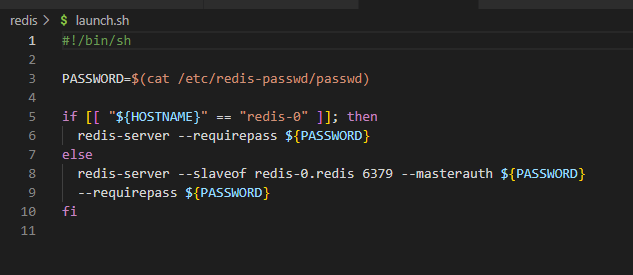 redis > $ launch.sh
1 #!/bin/sh
2
3 PASSWORD=$(cat /etc/redis-passwd/passwd)
4
5 if [[ "${HOSTNAME}" == "redis-0" ]]; then
6   redis-server --requirepass ${PASSWORD}
7 else
8   redis-server --slaveof redis-0.redis 6379 --masterauth ${PASSWORD}
9   --requirepass ${PASSWORD}
10 fi
11